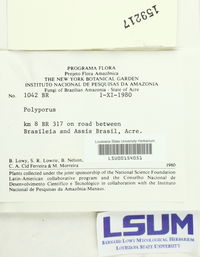 159217
PROGRAMA FLORA
Projeto Flora Amazônica
THE NEW YORK BOTANICAL GARDEN
INSTITUTO NACIONAL DE PESQUISAS DA AMAZONIA
Fungi of Brazilian Amazonia - State of Acre
No. 1042 BR 1-XI-1980
Polyporus
km 8 BR 317 on road between
Brasileia and Assis Brasil, Acre.
Louisiana State University Herbarium
B. Lowy, S. R. Lowrie, B. Nelson,
C. A. Cid Ferreira & M. Moreira 1980
Plants collected under the joint sponsorship of the National Science Foundation
Latin-American collaborative program and the Conselho Nacional de
Desenvolvimento Científico e Tecnológico in collaboration with the Instituto
Nacional de Pesquisas da Amazônia Manaus.
LSUM
BERNARD LOWY MYCOLOGICAL HERBARIUM
LOUISIANA STATE UNIVERSITY